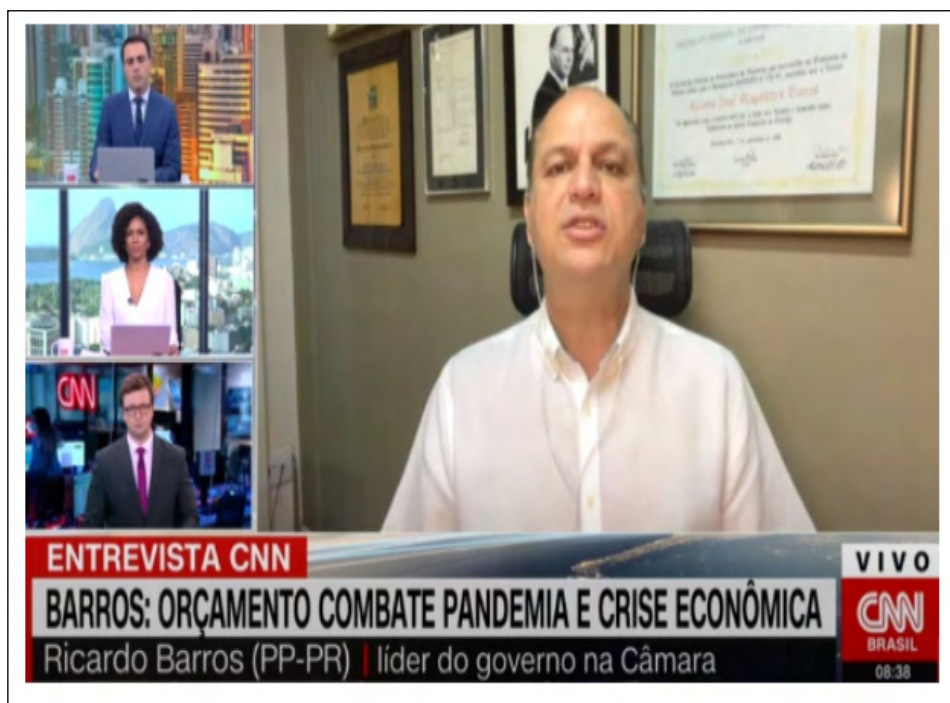 CNN
ENTREVISTA CNN
BARROS: ORÇAMENTO COMBATE PANDEMIA E CRISE ECONÔMICA
Ricardo Barros (PP-PR) | líder do governo na Câmara
VIVO
CNN
BRASIL
08:38